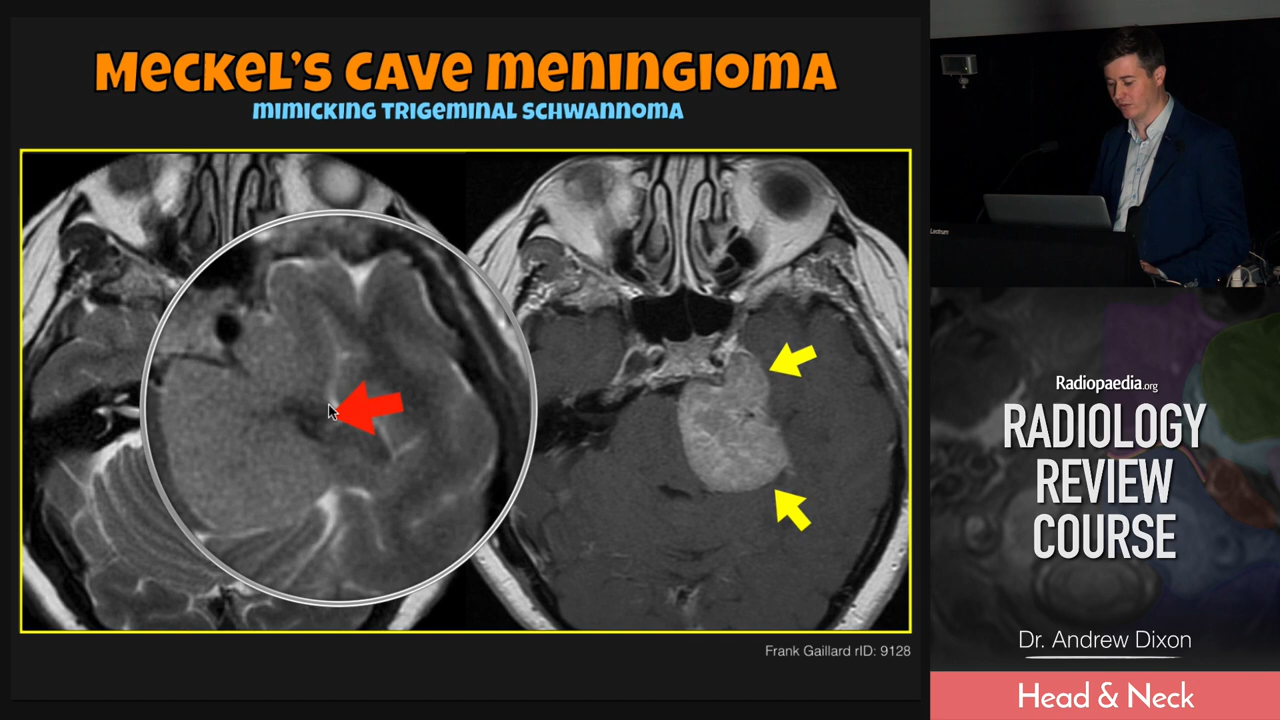 Meckel's cave meningioma
mimicking trigeminal schwannoma
Frank Gaillard rID: 9128
Lectrum
Radiopaedia.org
RADIOLOGY
REVIEW
COURSE
Dr. Andrew Dixon
Head & Neck